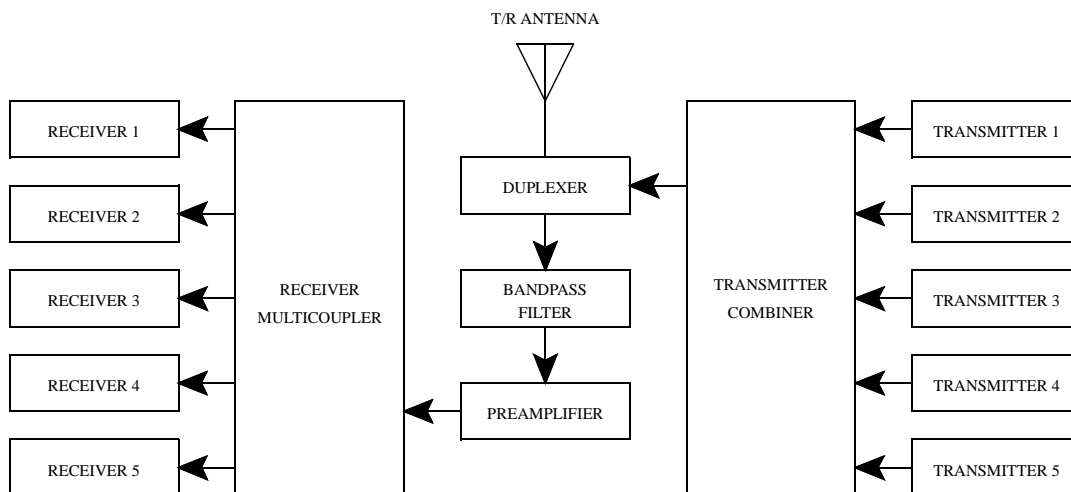 T/R ANTENNA
RECEIVER 1
RECEIVER 2
RECEIVER 3
RECEIVER 4
RECEIVER 5
RECEIVER
MULTICOUPLER
DUPLEXER
BANDPASS
FILTER
PREAMPLIFIER
TRANSMITTER
COMBINER
TRANSMITTER 1
TRANSMITTER 2
TRANSMITTER 3
TRANSMITTER 4
TRANSMITTER 5